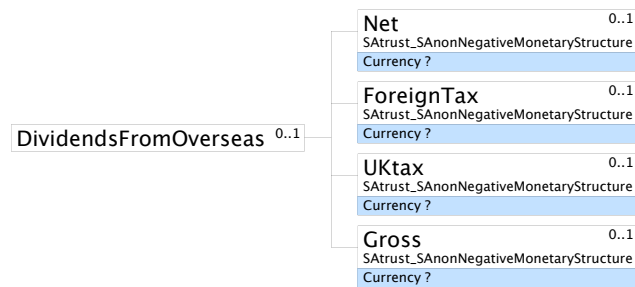 DividendsFromOverseas 0..1
Net 0..1
SAtrust_SAnonNegativeMonetaryStructure
Currency ?
ForeignTax 0..1
SAtrust_SAnonNegativeMonetaryStructure
Currency ?
UKtax 0..1
SAtrust_SAnonNegativeMonetaryStructure
Currency ?
Gross 0..1
SAtrust_SAnonNegativeMonetaryStructure
Currency ?